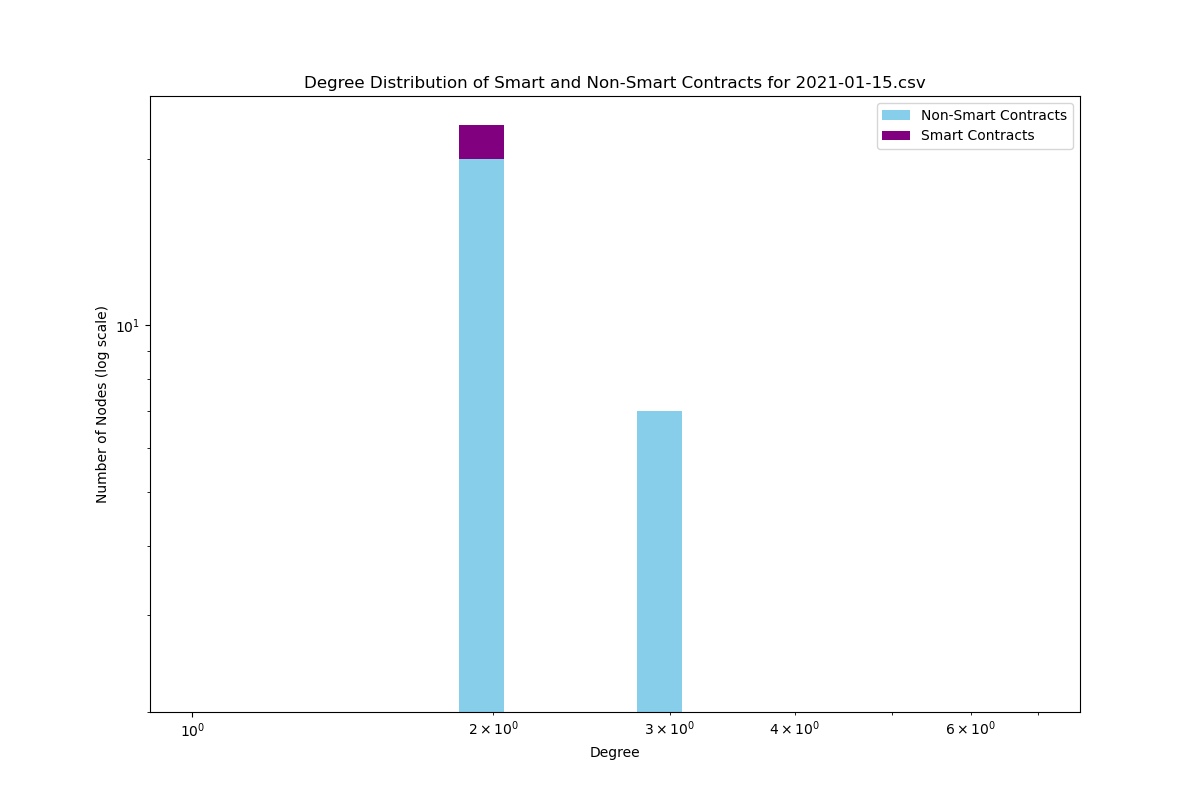 Degree Distribution of Smart and Non-Smart Contracts for 2021-01-15.csv
Non-Smart Contracts
Smart Contracts
Number of Nodes (log scale)
10¹
10⁰
2 × 10⁰
3 × 10⁰
4 × 10⁰
6 × 10⁰
Degree